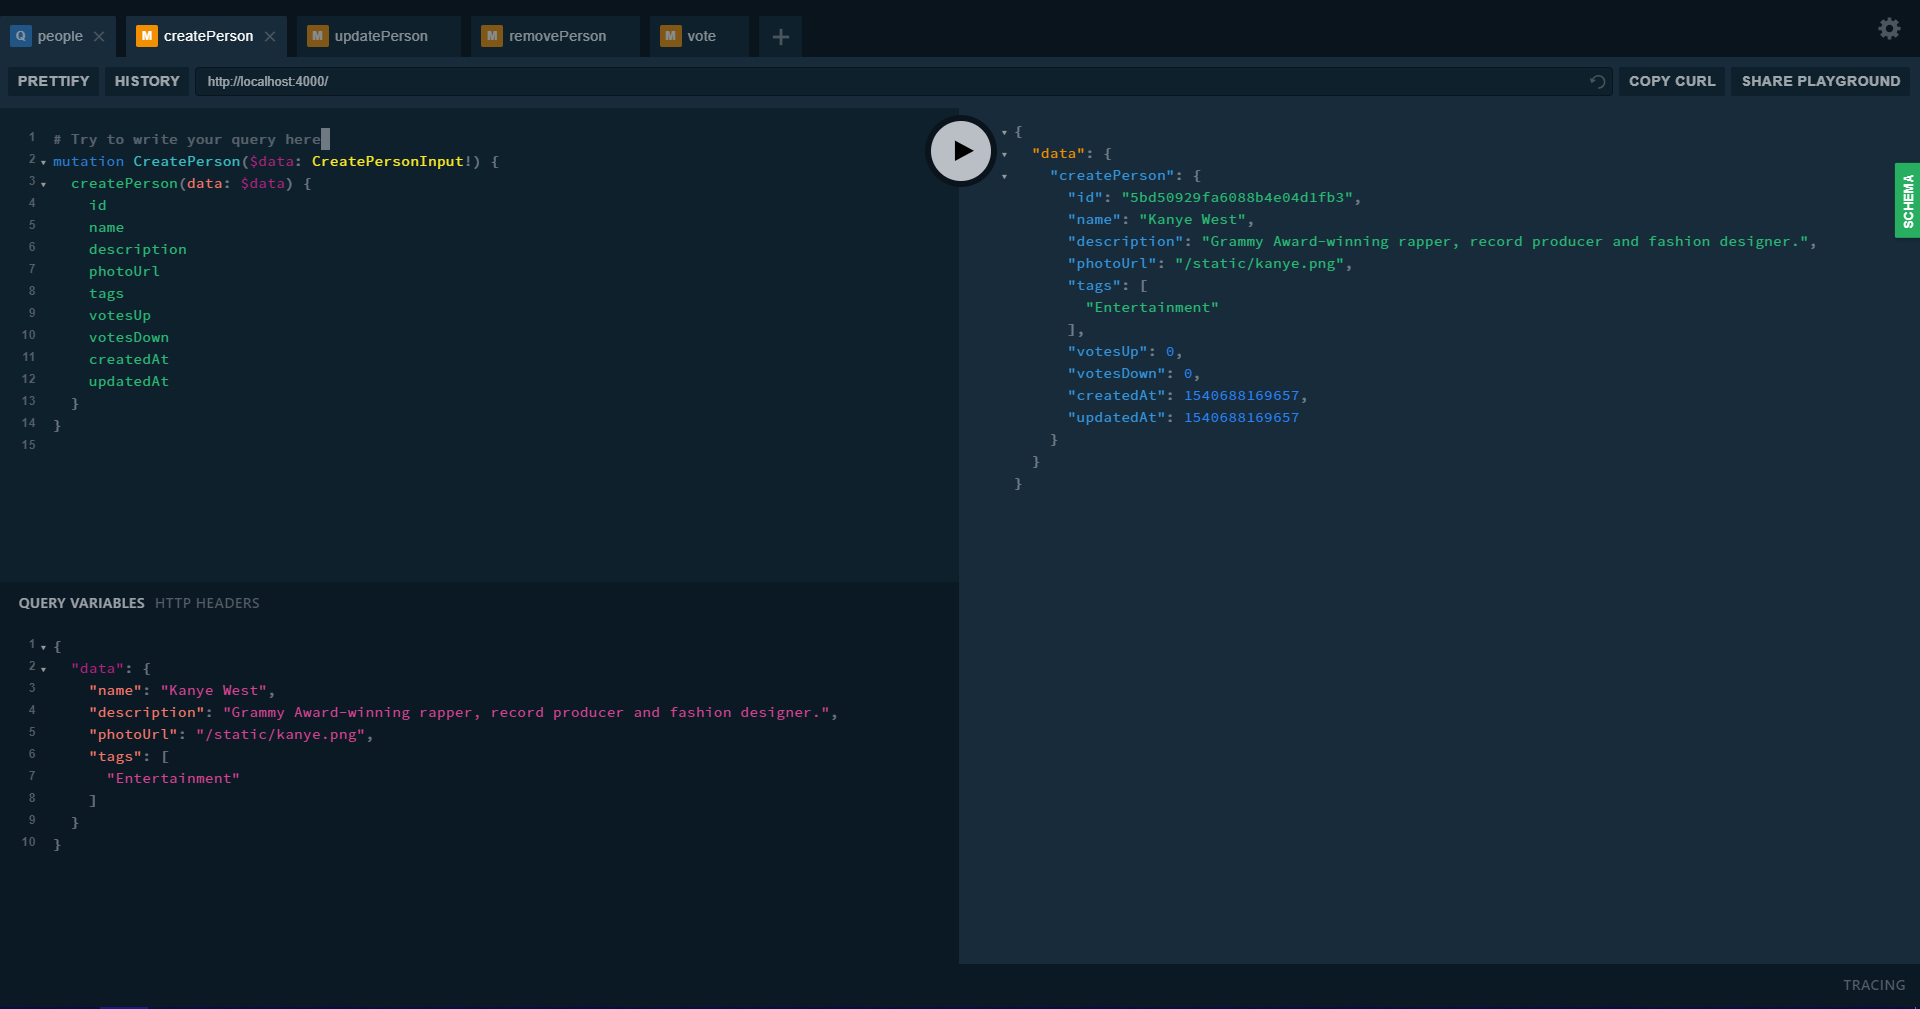 Q people × M createPerson × M updatePerson M removePerson M vote +
PRETTIFY HISTORY http://localhost:4000/ COPY CURL SHARE PLAYGROUND
1 # Try to write your query here
2 mutation CreatePerson($data: CreatePersonInput!) {
3 createPerson(data: $data) {
4 id
5 name
6 description
7 photoUrl
8 tags
9 votesUp
10 votesDown
11 createdAt
12 updatedAt
13 }
14 }
15
QUERY VARIABLES HTTP HEADERS
1 {
2 "data": {
3 "name": "Kanye West",
4 "description": "Grammy Award-winning rapper, record producer and fashion designer.",
5 "photoUrl": "/static/kanye.png",
6 "tags": [
7 "Entertainment"
8 ]
9 }
10 }
{
"data": {
"createPerson": {
"id": "5bd50929fa6088b4e04d1fb3",
"name": "Kanye West",
"description": "Grammy Award-winning rapper, record producer and fashion designer.",
"photoUrl": "/static/kanye.png",
"tags": [
"Entertainment"
],
"votesUp": 0,
"votesDown": 0,
"createdAt": 1540688169657,
"updatedAt": 1540688169657
}
}
}
SCHEMA
TRACING